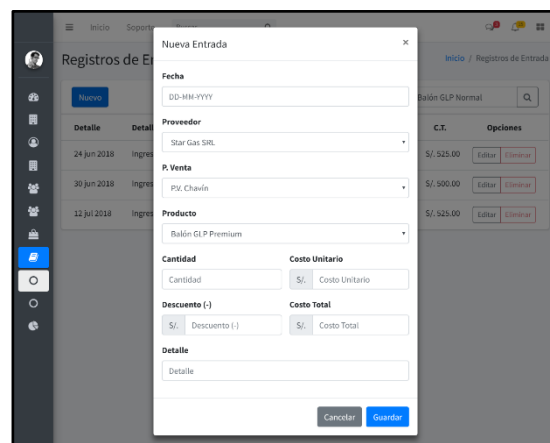 Inicio Soporte Buscar
Nueva Entrada ×
Registros de En
Inicio / Registros de Entrada
Fecha
DD-MM-YYYY
Nuevo
Balón GLP Normal
Proveedor
Star Gas SRL
Detalle Detall C.T. Opciones
24 jun 2018 Ingres S/. 525.00 Editar Eliminar
P. Venta
P.V. Chavín
30 jun 2018 Ingres S/. 500.00 Editar Eliminar
Producto
12 jul 2018 Ingres S/. 525.00 Editar Eliminar
Balón GLP Premium
Cantidad Costo Unitario
Cantidad S/. Costo Unitario
Descuento (-) Costo Total
S/. Descuento (-) S/. Costo Total
Detalle
Detalle
Cancelar Guardar